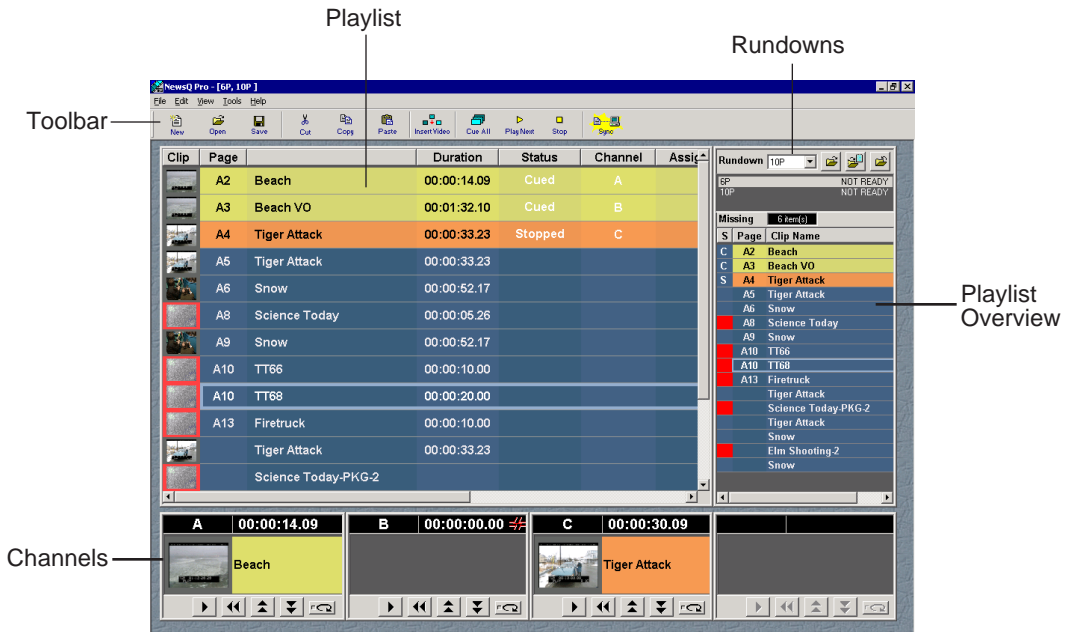 Playlist
Rundowns
Toolbar
NewsQ Pro - [6P, 10P ]
File Edit View Tools Help
New Open Save Cut Copy Paste Insert Video Cue All Play Next Stop Sync
Clip Page Duration Status Channel Assig
A2 Beach 00:00:14.09 Cued A
A3 Beach VO 00:01:32.10 Cued B
A4 Tiger Attack 00:00:33.23 Stopped C
A5 Tiger Attack 00:00:33.23
A6 Snow 00:00:52.17
A8 Science Today 00:00:05.26
A9 Snow 00:00:52.17
A10 TT66 00:00:10.00
A10 TT68 00:00:20.00
A13 Firetruck 00:00:10.00
Tiger Attack 00:00:33.23
Science Today-PKG-2
Rundown 10P
6P NOT READY
10P NOT READY
Missing 6 item(s)
S Page Clip Name
C A2 Beach
C A3 Beach VO
S A4 Tiger Attack
A5 Tiger Attack
A6 Snow
A8 Science Today
A9 Snow
A10 TT66
A10 TT68
A13 Firetruck
Tiger Attack
Science Today-PKG-2
Tiger Attack
Snow
Elm Shooting-2
Snow
Playlist
Overview
Channels
A 00:00:14.09
Beach
B 00:00:00.00
C 00:00:30.09
Tiger Attack